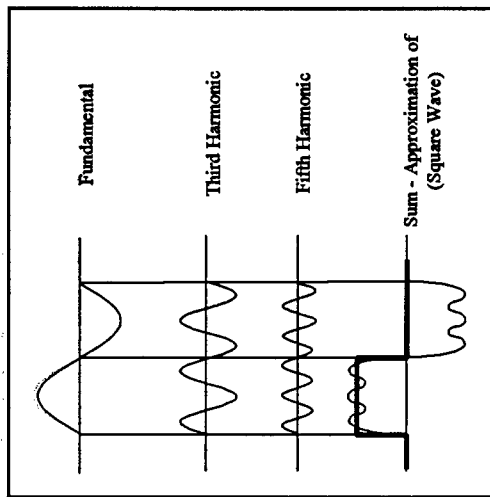 Fundamental
Third Harmonic
Fifth Harmonic
Sum - Approximation of
(Square Wave)